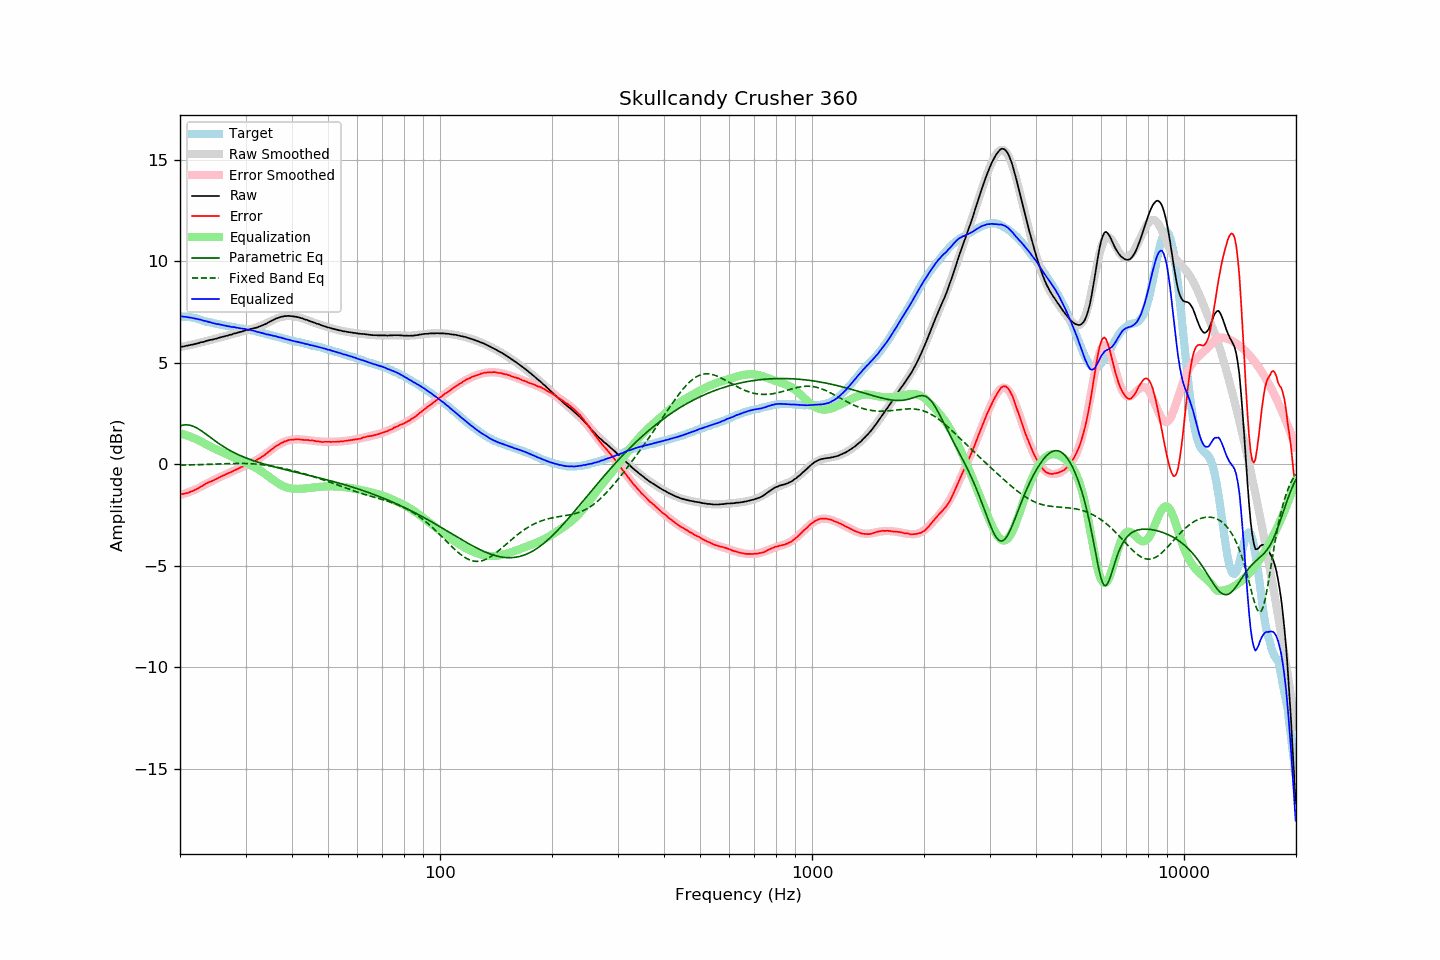 Skullcandy Crusher 360
Target
Raw Smoothed
Error Smoothed
Raw
Error
Equalization
Parametric Eq
Fixed Band Eq
Equalized
15
10
5
0
−5
−10
−15
Amplitude (dBr)
100
1000
10000
Frequency (Hz)